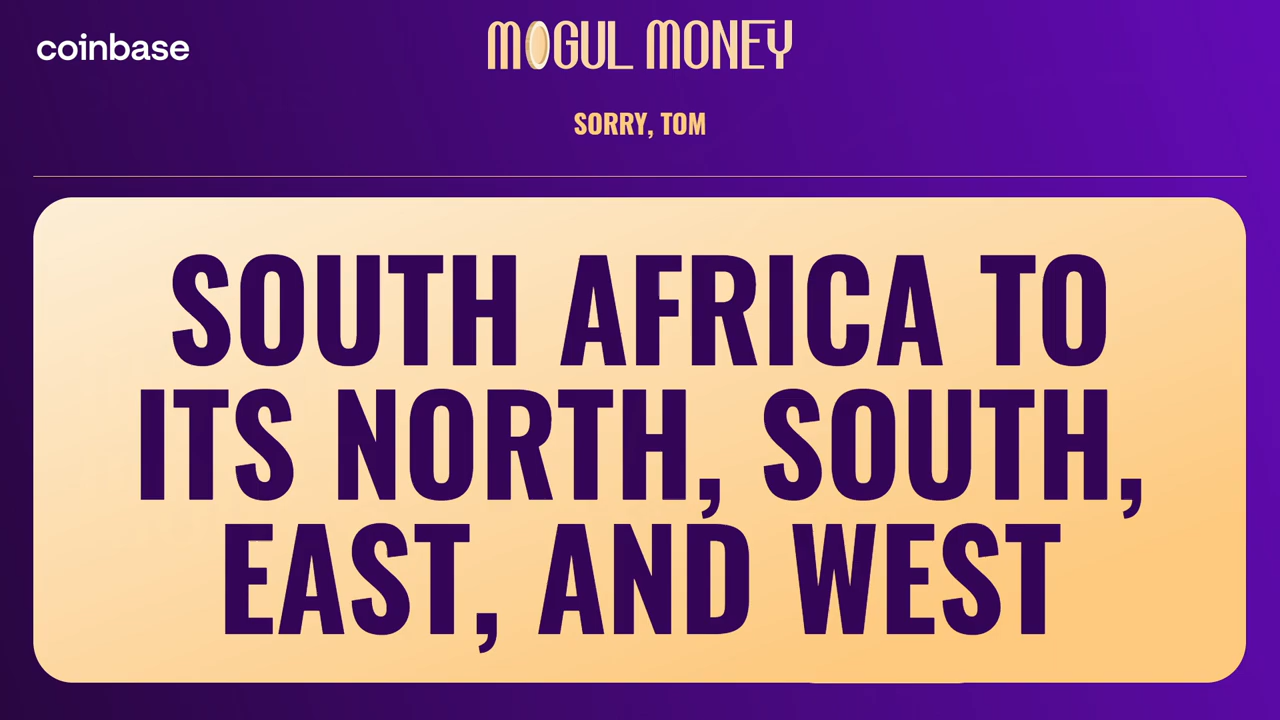 coinbase
MOGUL MONEY
SORRY, TOM
SOUTH AFRICA TO
ITS NORTH, SOUTH,
EAST, AND WEST